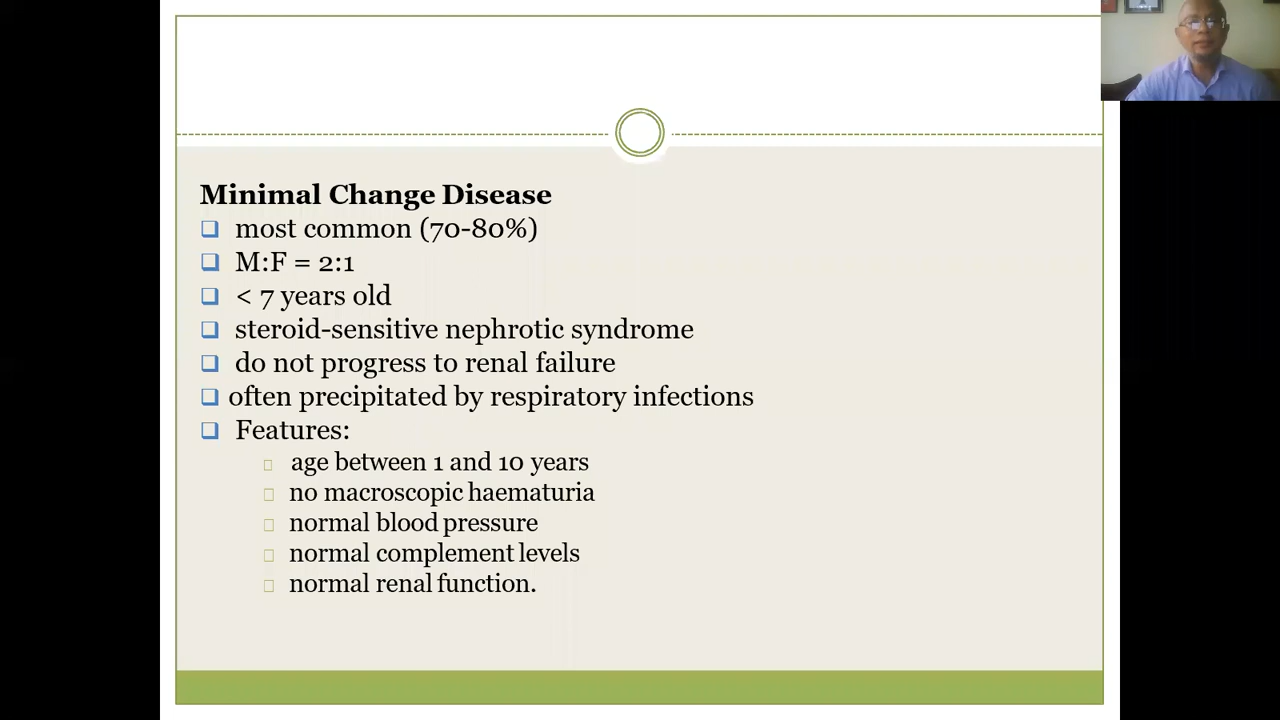 Minimal Change Disease
❑ most common (70-80%)
❑ M:F = 2:1
❑ < 7 years old
❑ steroid-sensitive nephrotic syndrome
❑ do not progress to renal failure
❑ often precipitated by respiratory infections
❑ Features:
age between 1 and 10 years
no macroscopic haematuria
normal blood pressure
normal complement levels
normal renal function.